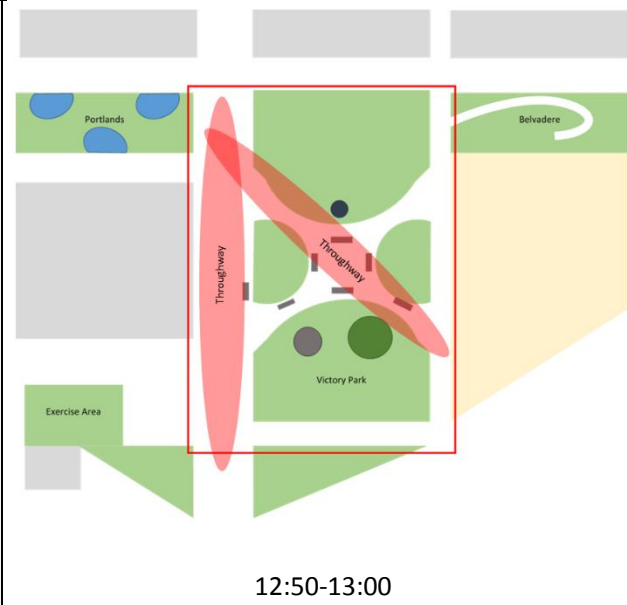 Portlands
Belvadere
Throughway
Throughway
Victory Park
Exercise Area
12:50-13:00